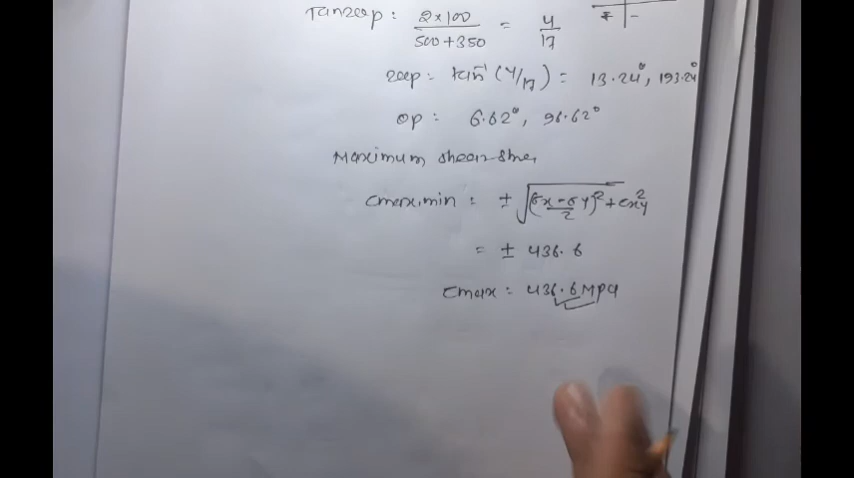 Tan2θp : 2×100 / 500+350 = 4/17
2θp = tan⁻¹(4/17) = 13.24°, 193.24°
θp : 6.62°, 96.62°
Maximum shear stre,
τmax,min : ± √(σx-σy/2)² + τxy²
= ± 436.6
τmax : 436.6 MPa